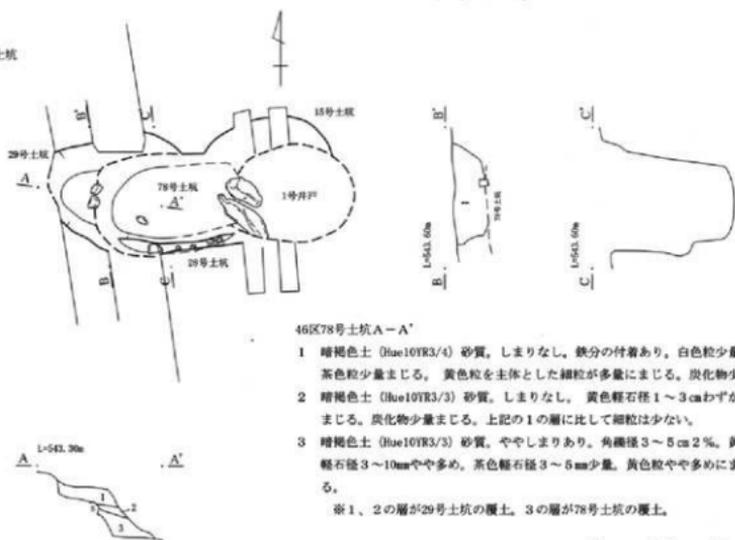 土坑
B'
C'
15号土坑
29号土坑
A
78号土坑
A'
1号井戸
28号土坑
B
C
B'
1
78号土坑
L=543.60m
B
C'
L=543.60m
C
46区78号土坑A-A'
1 暗褐色土 (Hue10YR3/4) 砂質。しまりなし。鉄分の付着あり。白色粒少量
茶色粒少量まじる。 黄色粒を主体とした細粒が多量にまじる。炭化物少
2 暗褐色土 (Hue10YR3/3) 砂質。しまりなし。 黄色軽石径1~3cmわずか
まじる。炭化物少量まじる。上記の1の層に比して細粒は少ない。
3 暗褐色土 (Hue10YR3/3) 砂質。ややしまりあり。角礫径3~5cm2%。黄
軽石径3~10mmやや多め。茶色軽石径3~5mm少量。黄色粒やや多めにま
る。
※1、2の層が29号土坑の覆土。3の層が78号土坑の覆土。
L=543.30m
A
A'
1
2
3